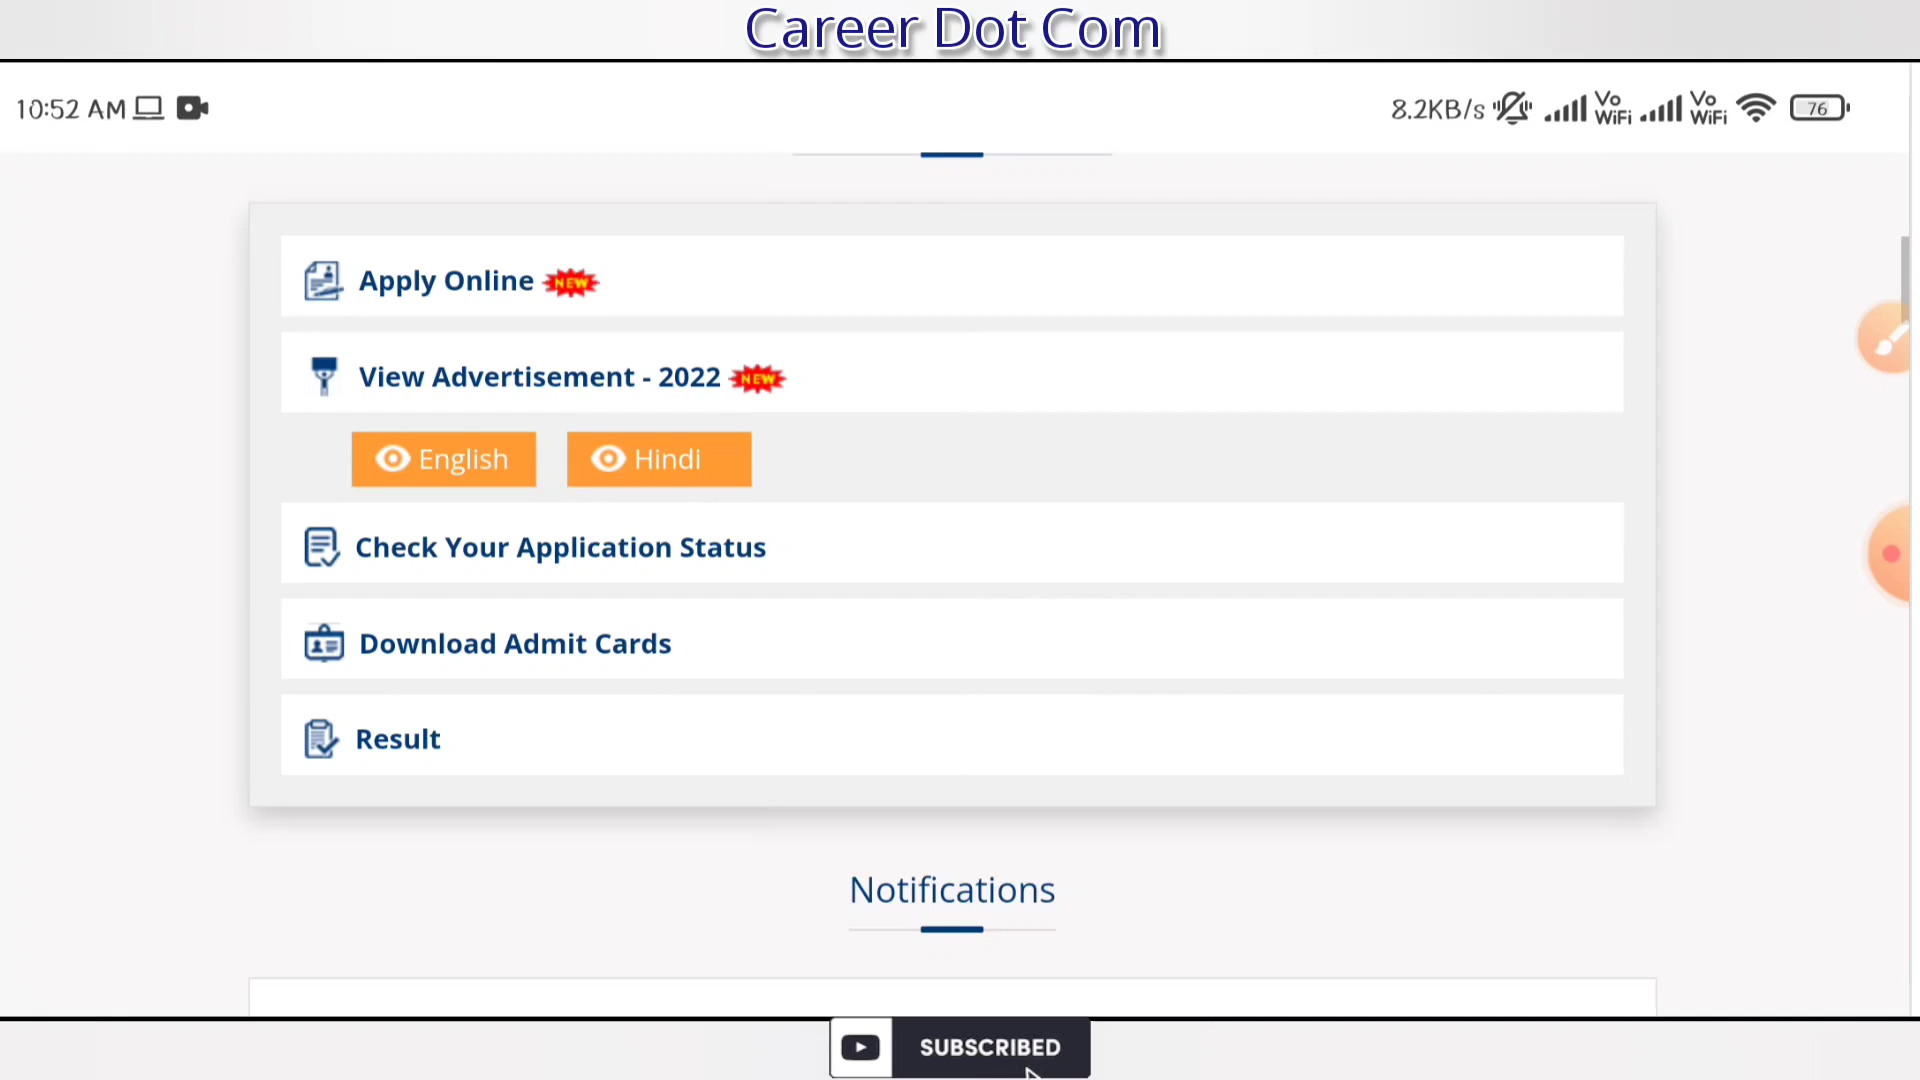 Career Dot Com
10:52 AM 8.2KB/s Vo WiFi Vo WiFi 76
Apply Online NEW
View Advertisement - 2022 NEW
English Hindi
Check Your Application Status
Download Admit Cards
Result
Notifications
SUBSCRIBED